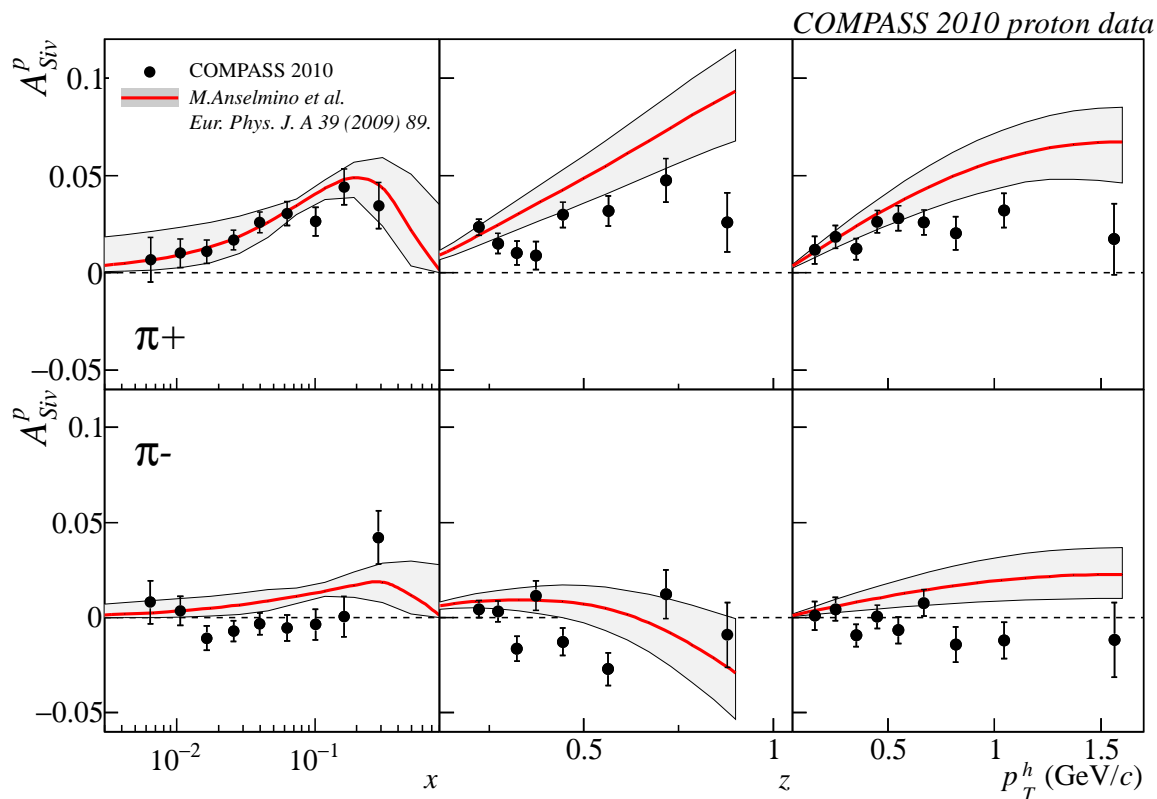 COMPASS 2010 proton data
A^p_Siv
0.1
0.05
0
−0.05
COMPASS 2010
M.Anselmino et al.
Eur. Phys. J. A 39 (2009) 89.
π+
A^p_Siv
0.1
0.05
0
−0.05
π-
10^−2 10^−1 0.5 1 0.5 1 1.5
x z p_T^h (GeV/c)